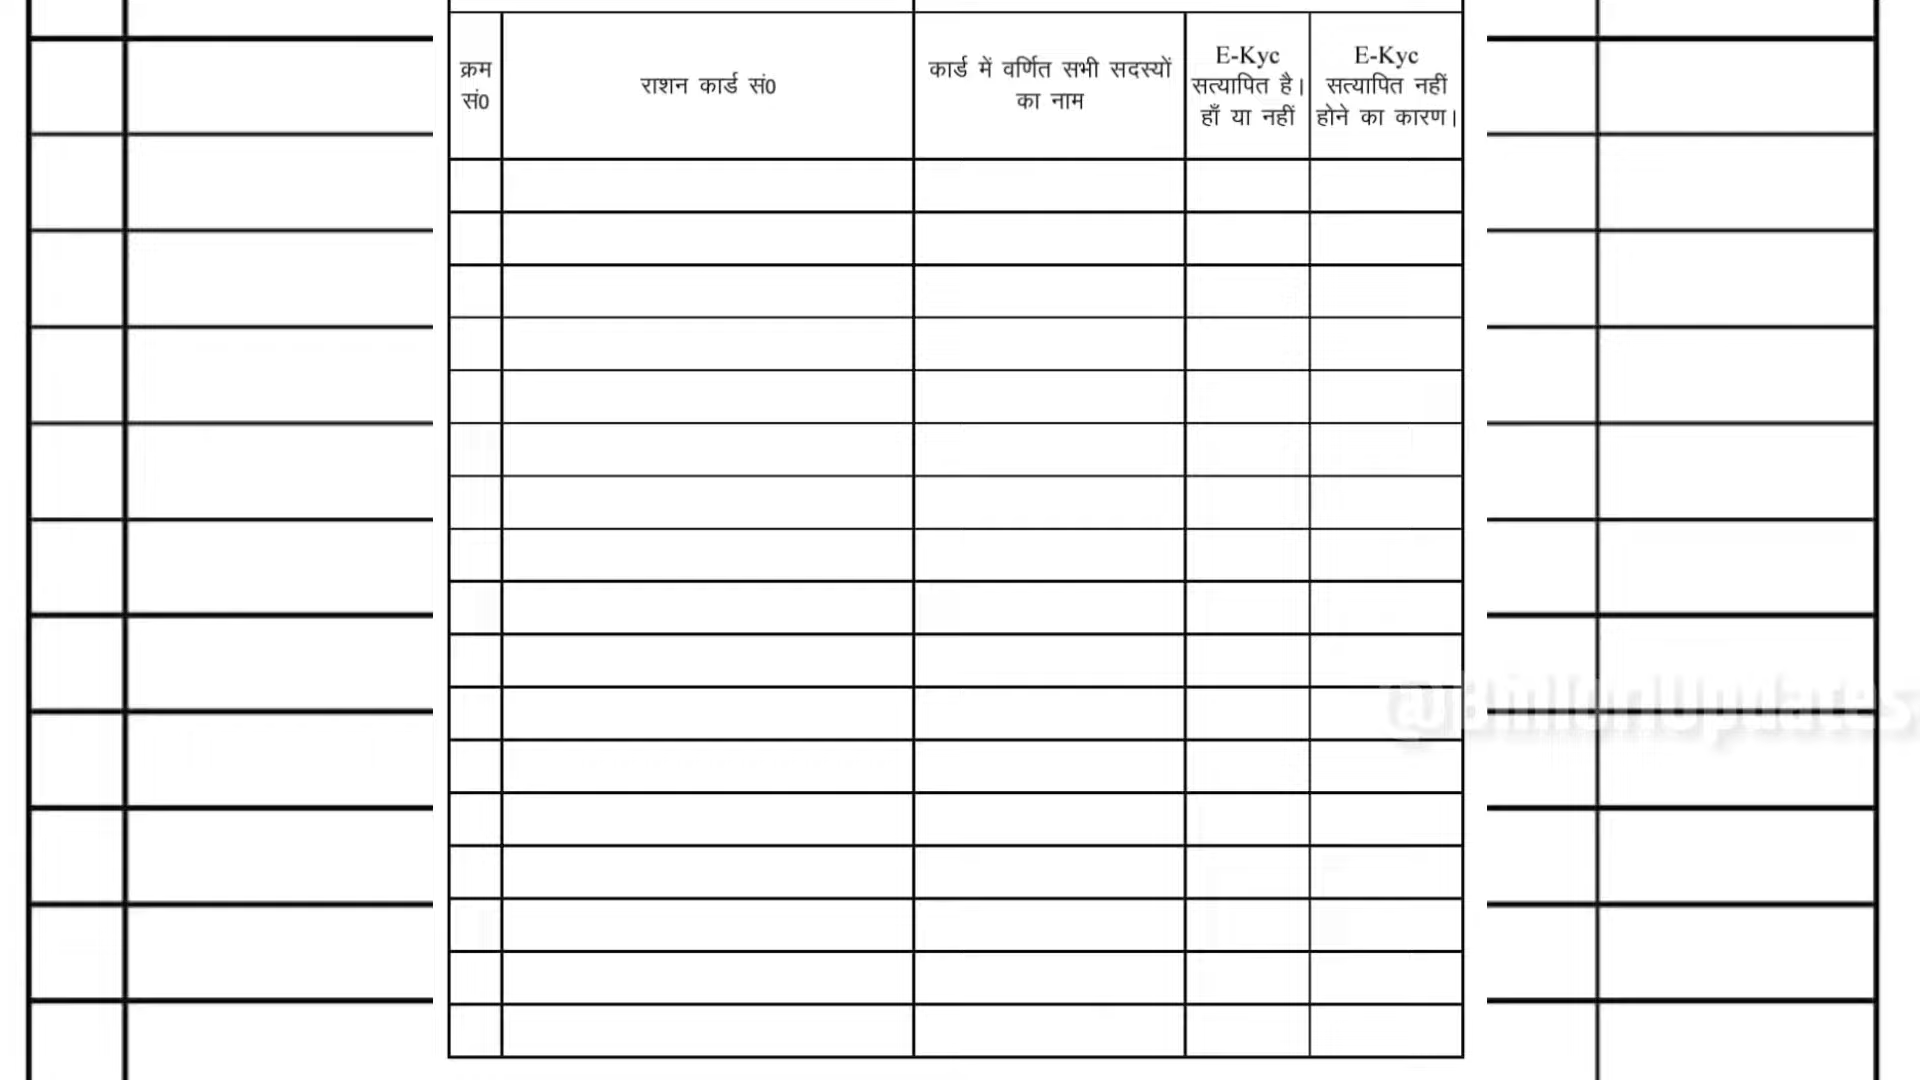 क्रम
सं0
राशन कार्ड सं0
कार्ड में वर्णित सभी सदस्यों
का नाम
E-Kyc
सत्यापित है।
हाँ या नहीं
E-Kyc
सत्यापित नहीं
होने का कारण।